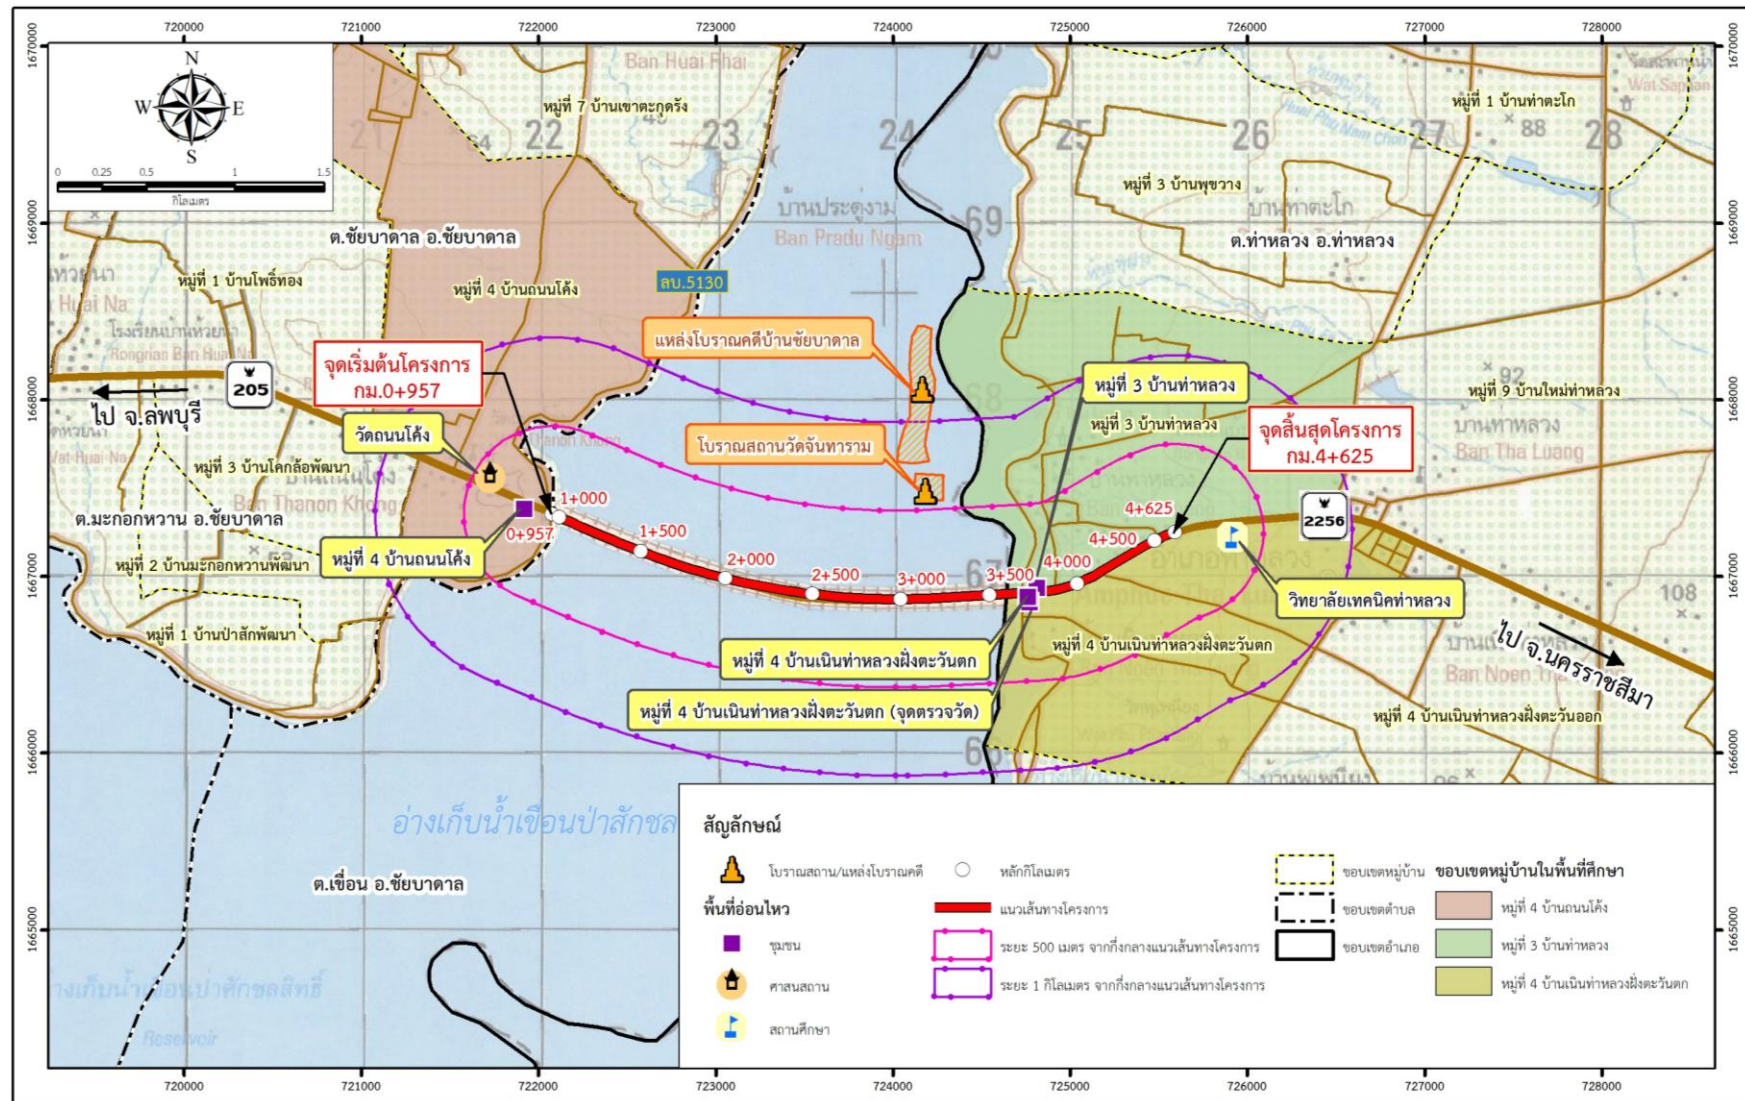 720000 721000 722000 723000 724000 725000 726000 727000 728000
1670000
1670000
N
W E
S
0 0.25 0.5 1 1.5
กิโลเมตร
Ban Huai Phai
หมู่ที่ 7 บ้านเขาตะกุดรัง
21 22 23 24 25 26 27 28
หมู่ที่ 1 บ้านท่าตะโก
88
Huai Phu Nam Chon
หมู่ที่ 3 บ้านพุขวาง
บ้านท่าตะโก
บ้านประดู่งาม
Ban Pradu Ngam
69
1669000
1669000
ต.ชัยบาดาล อ.ชัยบาดาล
ต.ท่าหลวง อ.ท่าหลวง
หมู่ที่ 1 บ้านโพธิ์ทอง
หมู่ที่ 4 บ้านถนนโค้ง
ลบ.5130
แหล่งโบราณคดีบ้านชัยบาดาล
จุดเริ่มต้นโครงการ
กม.0+957
205
ไป จ.ลพบุรี
หมู่ที่ 3 บ้านท่าหลวง
92
หมู่ที่ 9 บ้านใหม่ท่าหลวง
1668000
1668000
68
วัดถนนโค้ง
หมู่ที่ 3 บ้านท่าหลวง
จุดสิ้นสุดโครงการ
กม.4+625
บ้านท่าหลวง
Ban Tha Luang
โบราณสถานวัดจันทาราม
หมู่ที่ 3 บ้านโคกล้อพัฒนา
Ban Thanon Khong
ต.มะกอกหวาน อ.ชัยบาดาล
1+000
0+957
1+500
2+000
2+500
3+000
3+500
4+000
4+500
4+625
2256
หมู่ที่ 4 บ้านถนนโค้ง
หมู่ที่ 2 บ้านมะกอกหวานพัฒนา
67
วิทยาลัยเทคนิคท่าหลวง
108
1667000
1667000
หมู่ที่ 1 บ้านป่าสักพัฒนา
หมู่ที่ 4 บ้านเนินท่าหลวงฝั่งตะวันตก
หมู่ที่ 4 บ้านเนินท่าหลวงฝั่งตะวันตก
ไป จ.นครราชสีมา
หมู่ที่ 4 บ้านเนินท่าหลวงฝั่งตะวันตก (จุดตรวจวัด)
หมู่ที่ 4 บ้านเนินท่าหลวงฝั่งตะวันออก
66
1666000
1666000
อ่างเก็บน้ำเขื่อนป่าสักชล
ต.เขื่อน อ.ชัยบาดาล
1665000
1665000
Reservoir
สัญลักษณ์
โบราณสถาน/แหล่งโบราณคดี
พื้นที่อ่อนไหว
ชุมชน
ศาสนสถาน
สถานศึกษา
หลักกิโลเมตร
แนวเส้นทางโครงการ
ระยะ 500 เมตร จากกึ่งกลางแนวเส้นทางโครงการ
ระยะ 1 กิโลเมตร จากกึ่งกลางแนวเส้นทางโครงการ
ขอบเขตหมู่บ้าน
ขอบเขตตำบล
ขอบเขตอำเภอ
ขอบเขตหมู่บ้านในพื้นที่ศึกษา
หมู่ที่ 4 บ้านถนนโค้ง
หมู่ที่ 3 บ้านท่าหลวง
หมู่ที่ 4 บ้านเนินท่าหลวงฝั่งตะวันตก
720000 721000 722000 723000 724000 725000 726000 727000 728000